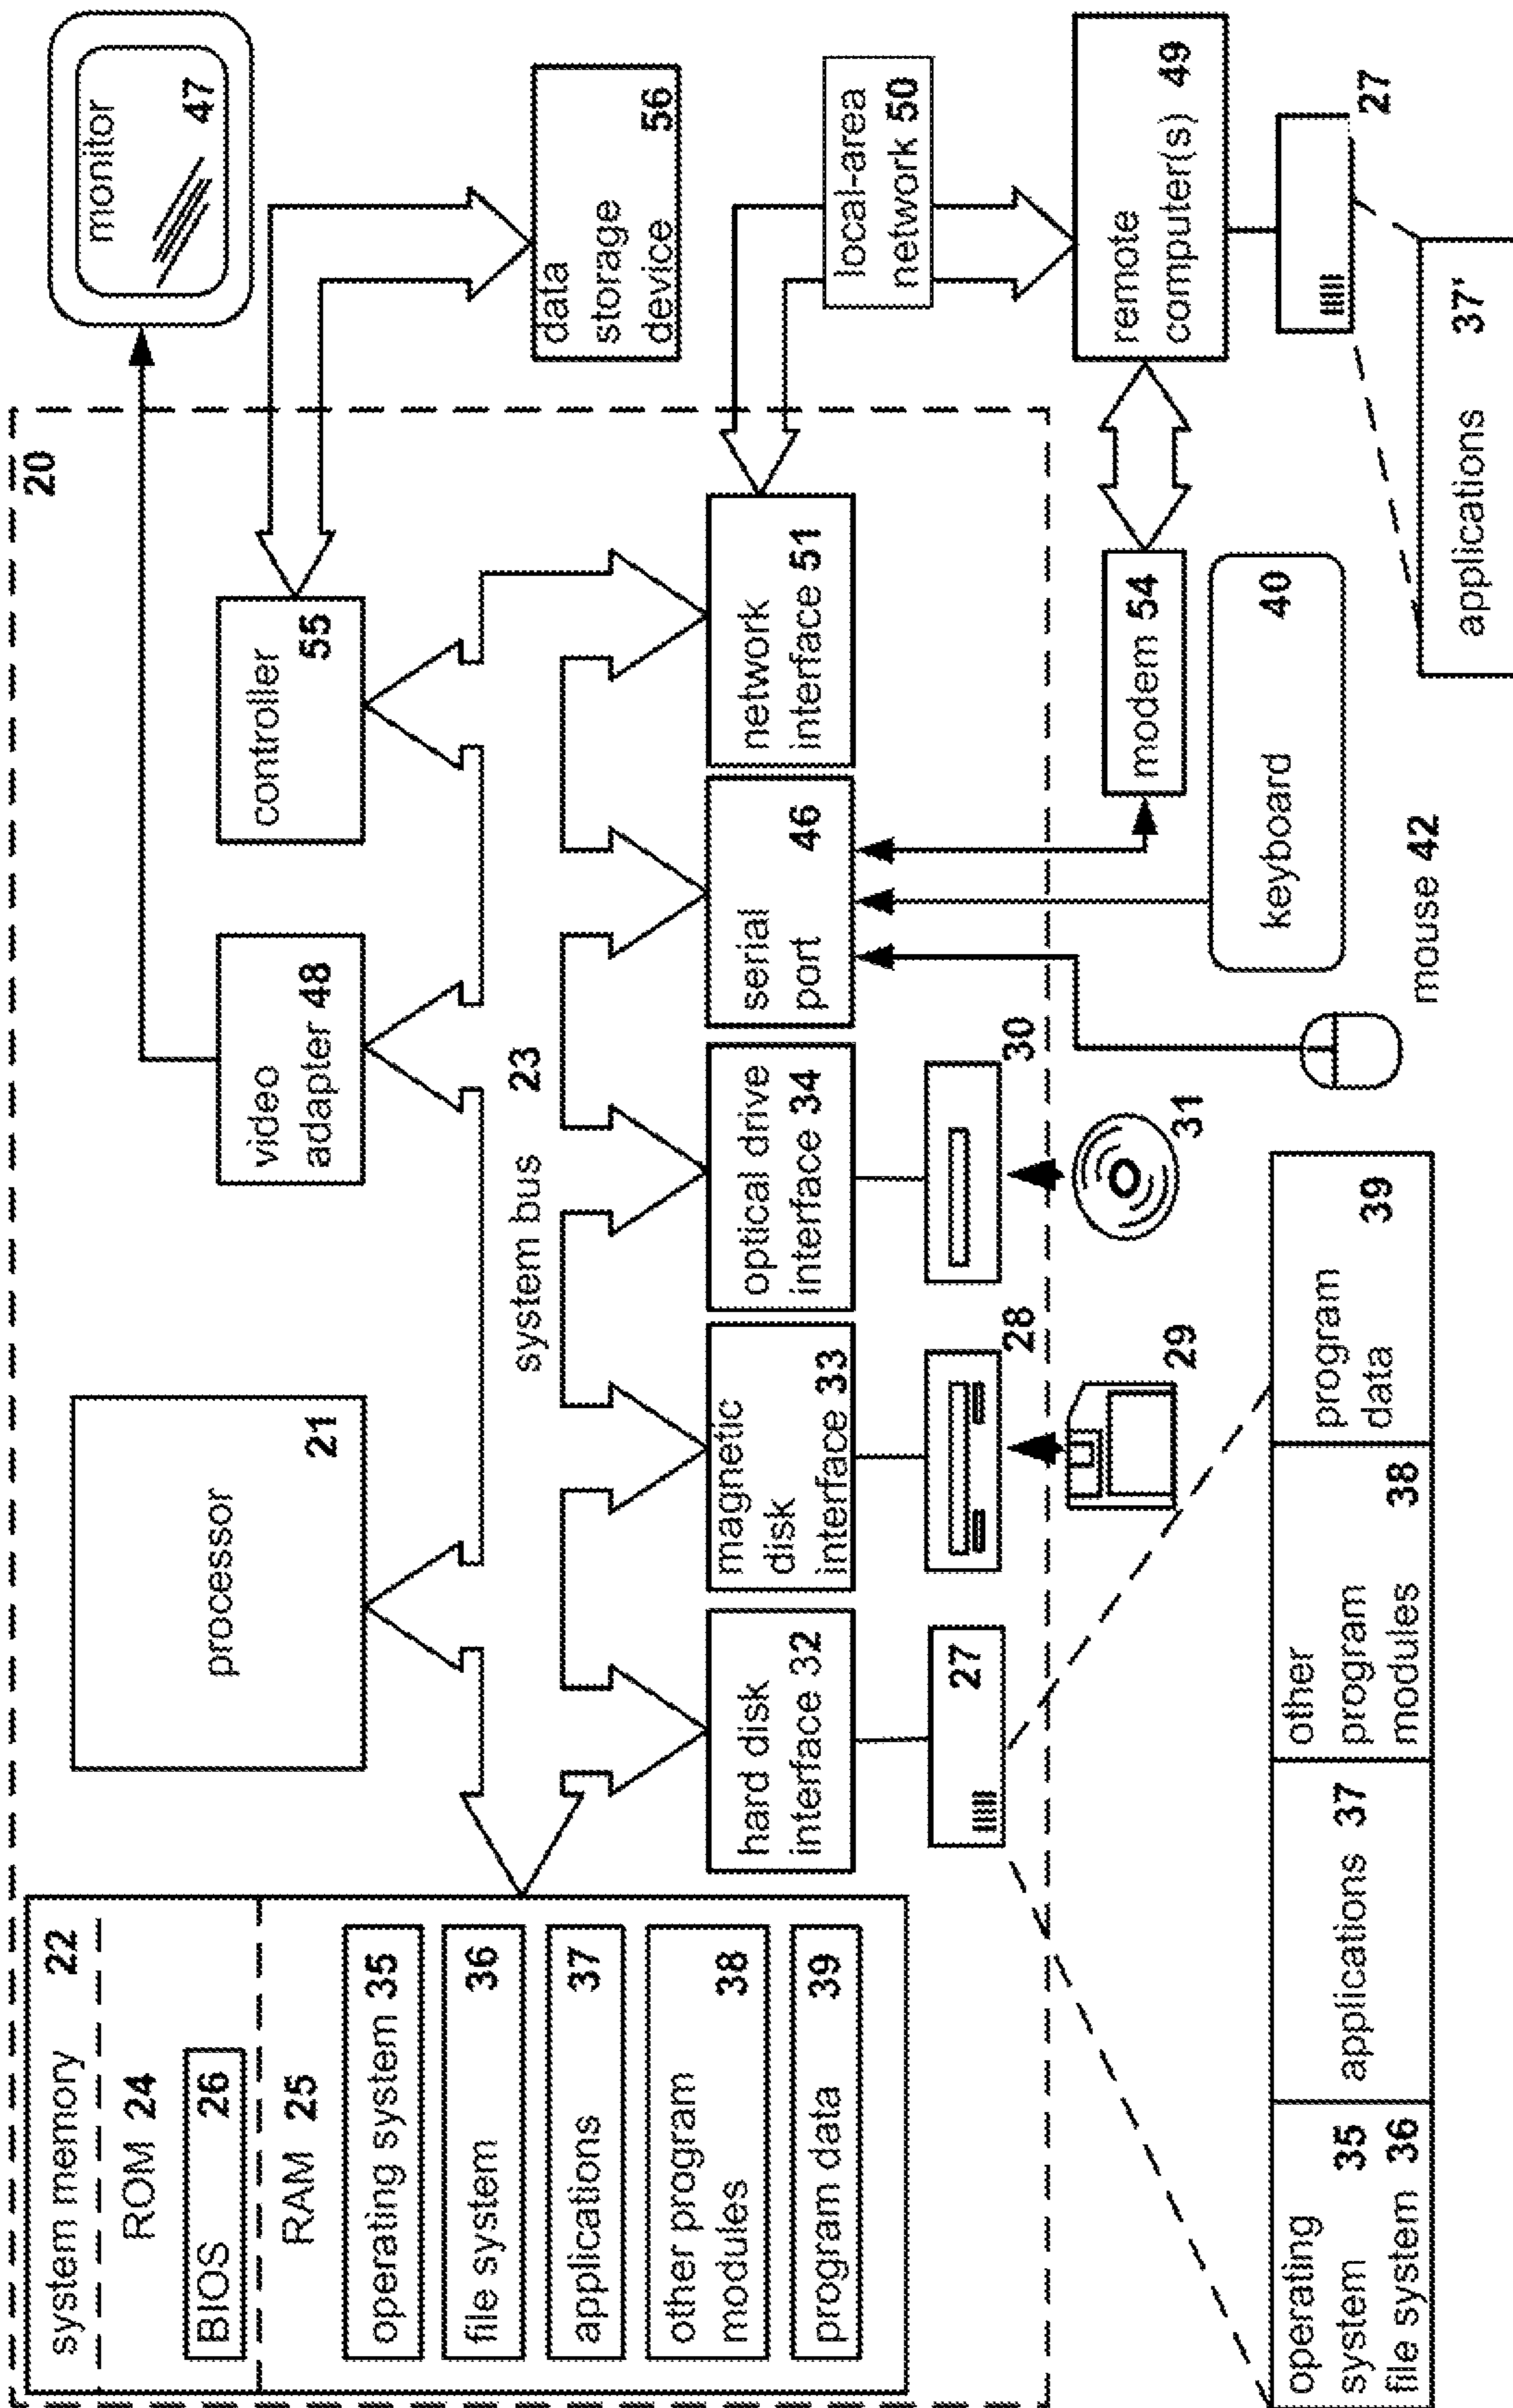 system memory 22
ROM 24
BIOS 26
RAM 25
operating system 35
file system 36
applications 37
other program
modules 38
program data 39
20
processor
21
video
adapter 48
controller
55
monitor
47
system bus 23
data
storage
device 56
hard disk
interface 32
magnetic
disk
interface 33
optical drive
interface 34
serial
port 46
network
interface 51
local-area
network 50
27
28
30
29
31
modem 54
remote
computer(s) 49
keyboard 40
mouse 42
27
operating
system 35
file system 36
applications 37
other
program
modules 38
program
data 39
applications 37'